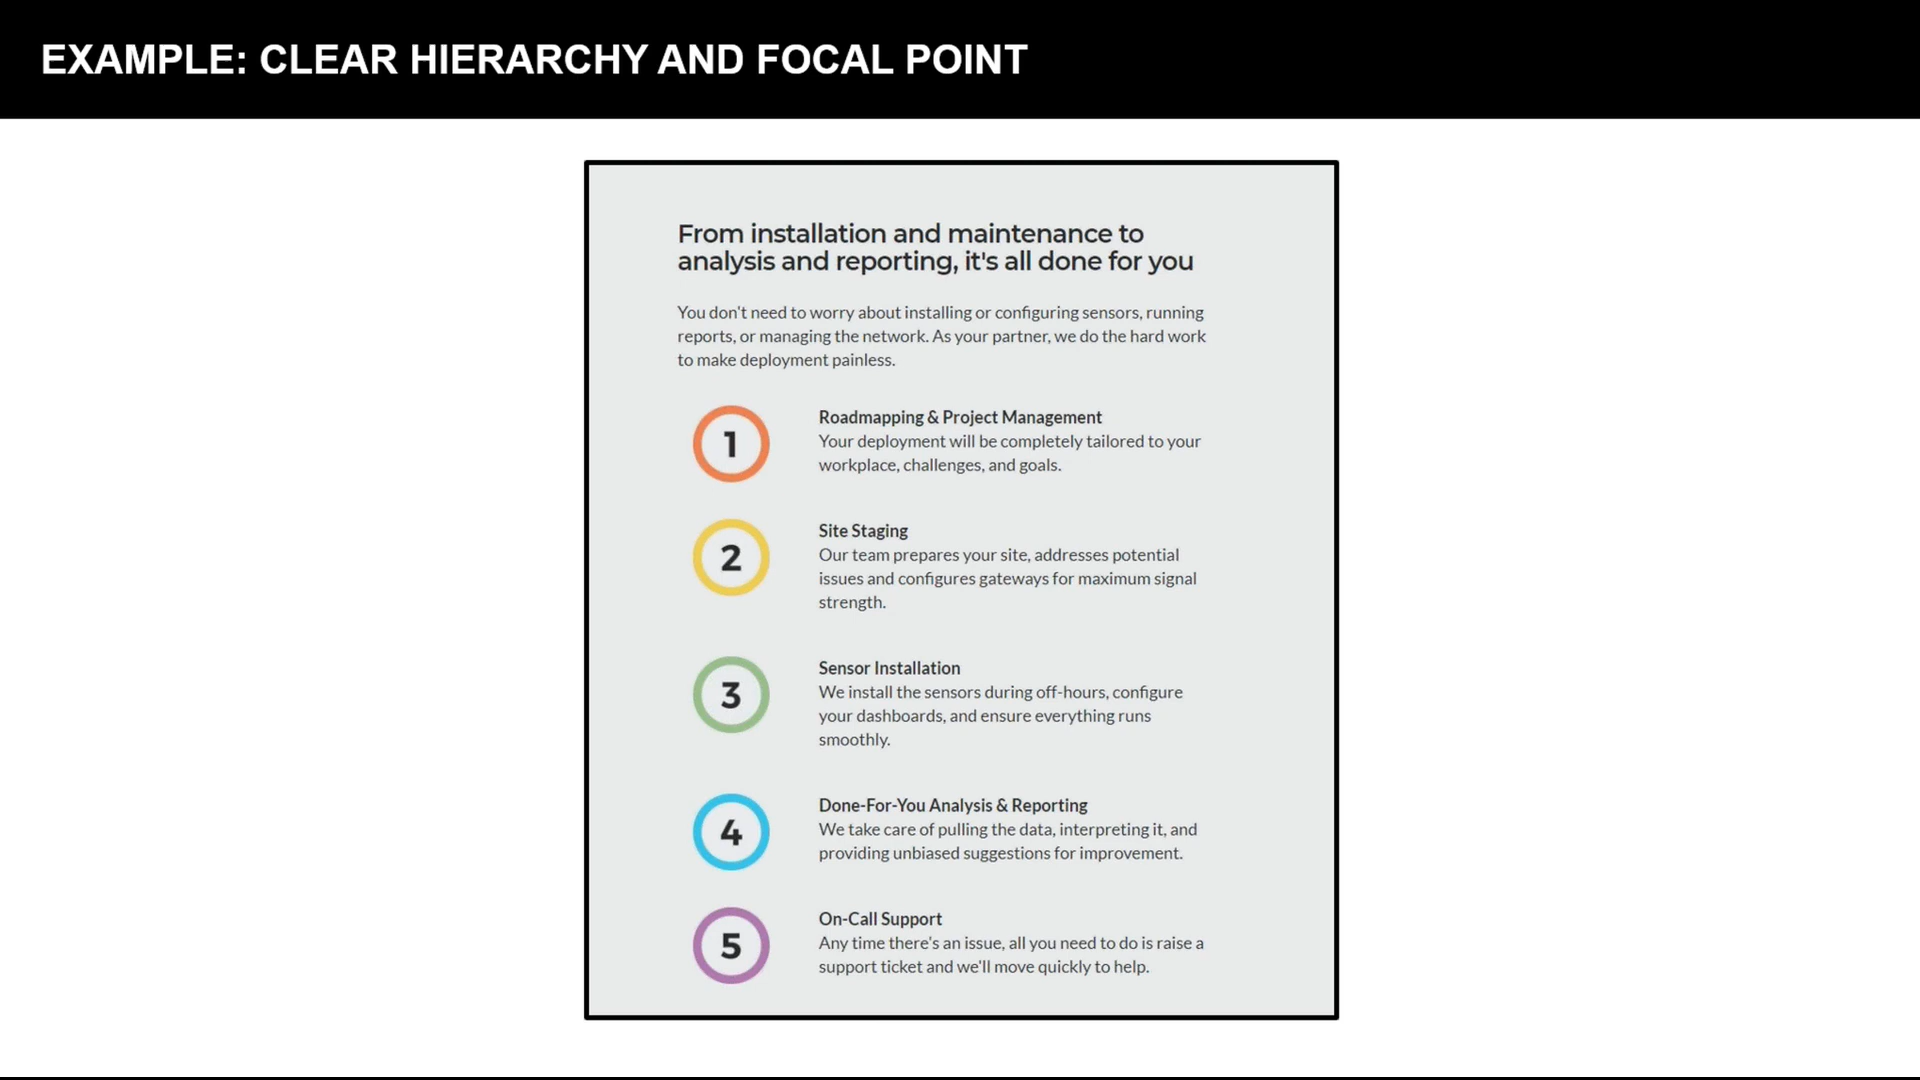 EXAMPLE: CLEAR HIERARCHY AND FOCAL POINT
From installation and maintenance to
analysis and reporting, it's all done for you
You don't need to worry about installing or configuring sensors, running
reports, or managing the network. As your partner, we do the hard work
to make deployment painless.
1
Roadmapping & Project Management
Your deployment will be completely tailored to your
workplace, challenges, and goals.
2
Site Staging
Our team prepares your site, addresses potential
issues and configures gateways for maximum signal
strength.
3
Sensor Installation
We install the sensors during off-hours, configure
your dashboards, and ensure everything runs
smoothly.
4
Done-For-You Analysis & Reporting
We take care of pulling the data, interpreting it, and
providing unbiased suggestions for improvement.
5
On-Call Support
Any time there's an issue, all you need to do is raise a
support ticket and we'll move quickly to help.